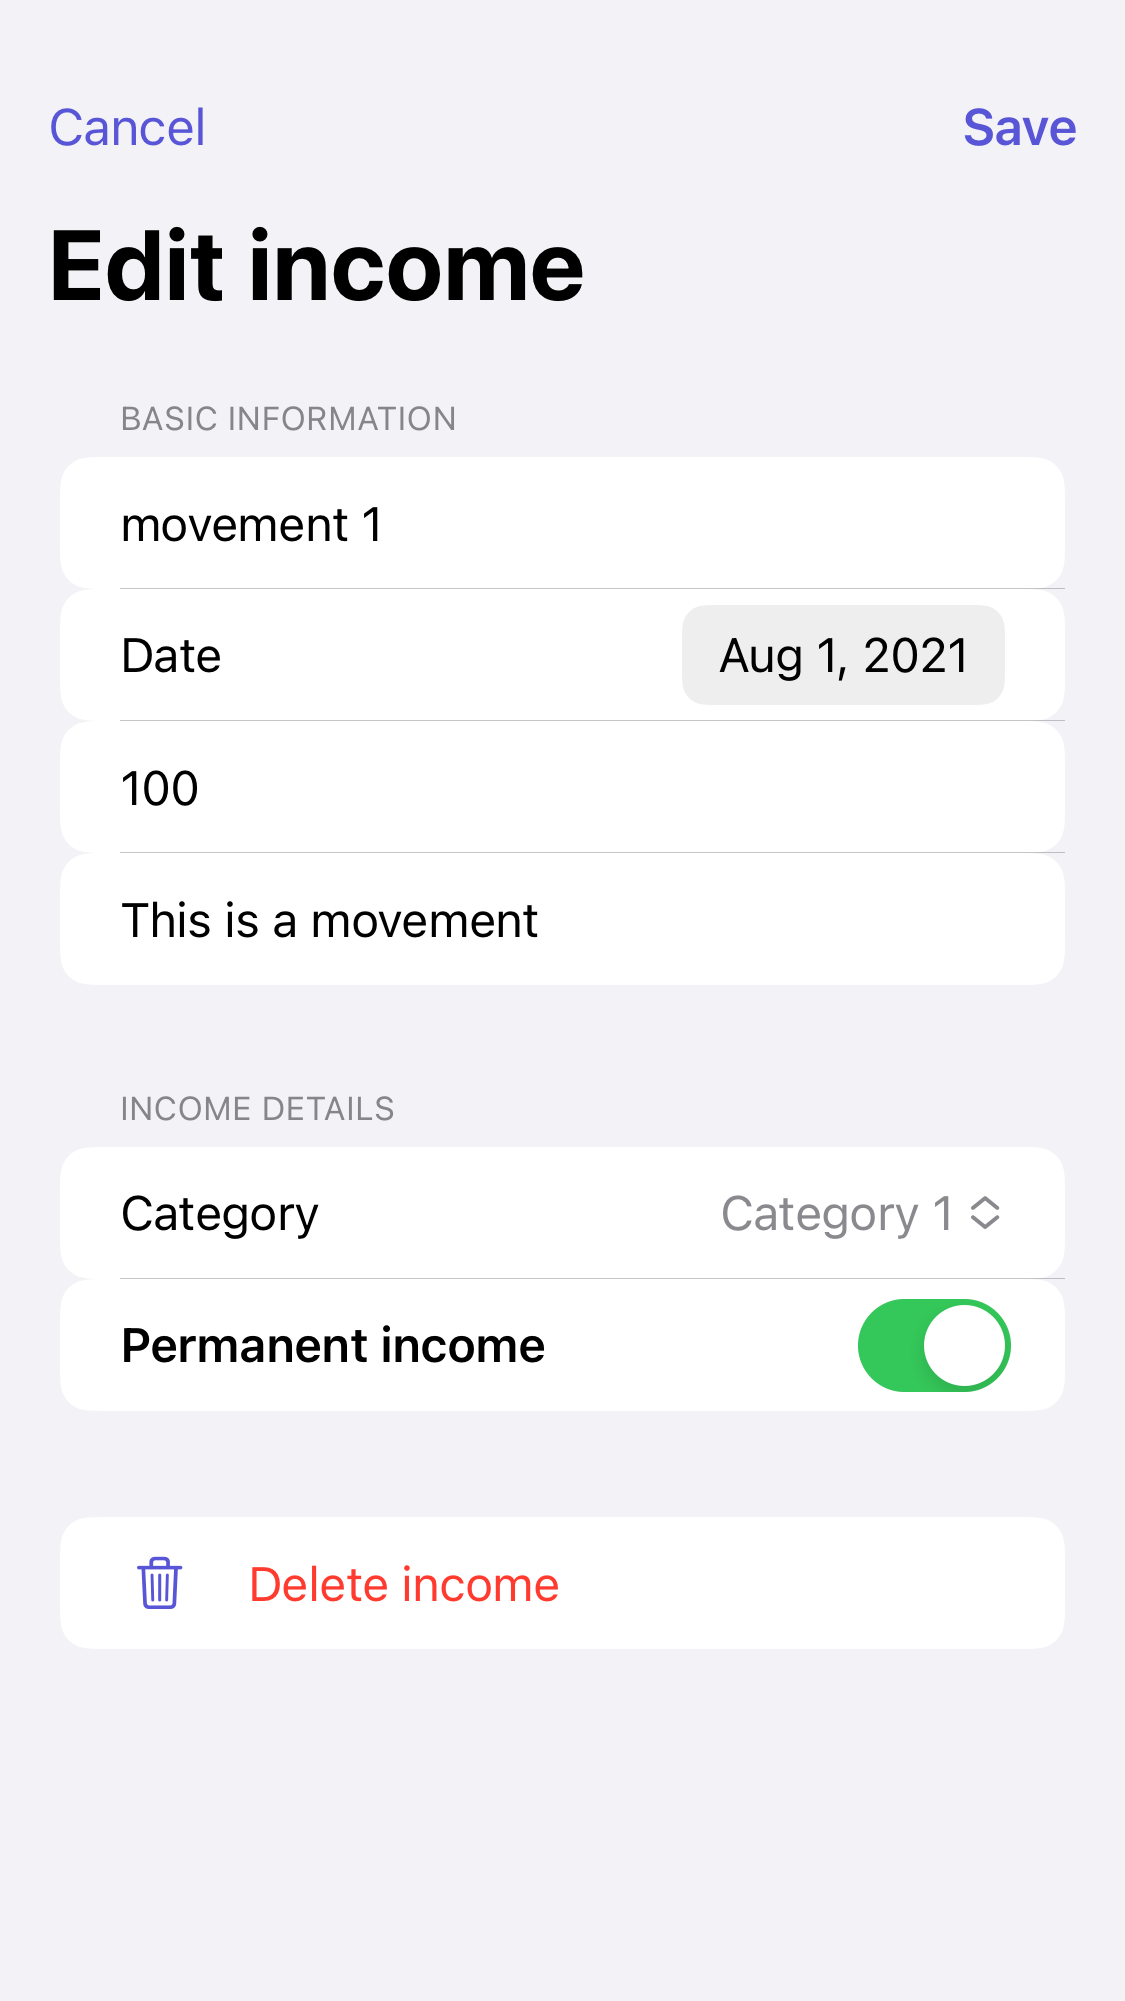 Cancel
Save
Edit income
BASIC INFORMATION
movement 1
Date
Aug 1, 2021
100
This is a movement
INCOME DETAILS
Category
Category 1
Permanent income
Delete income